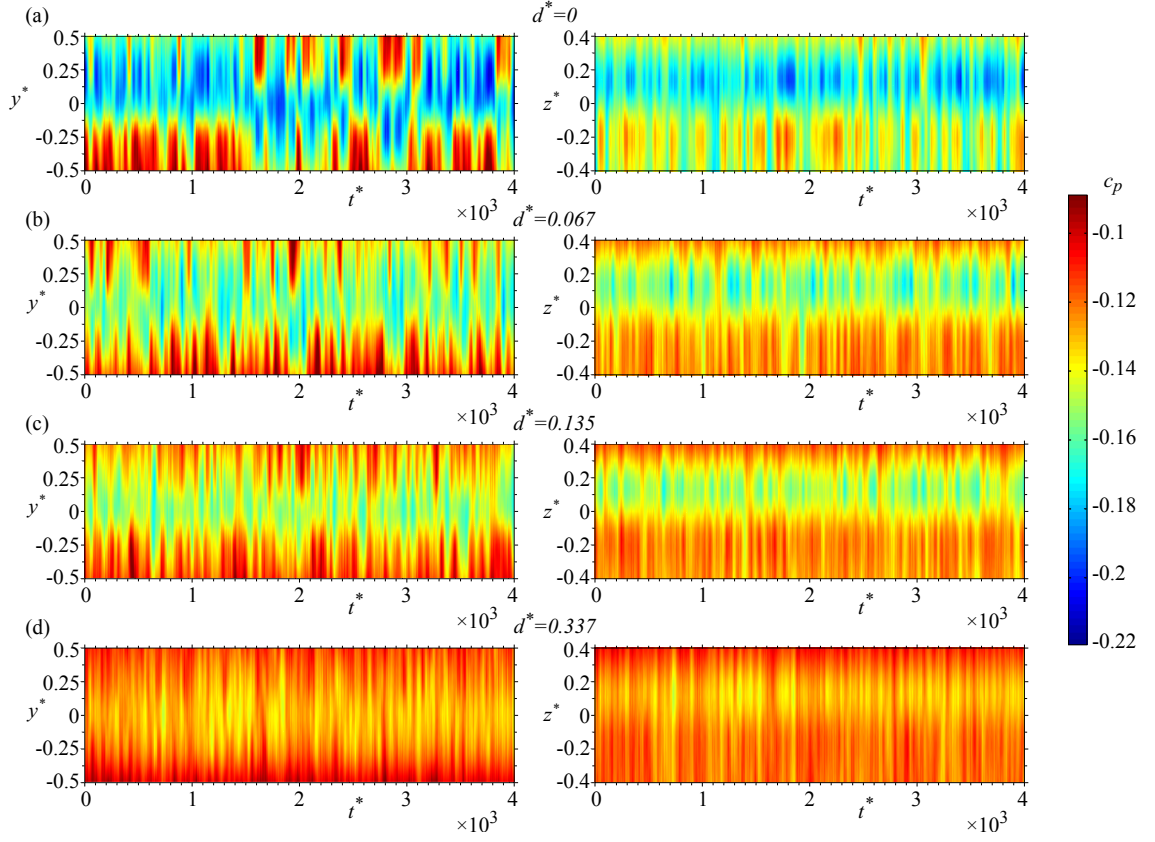 (a) d*=0
0.5 0.4
0.25 0.2
y* 0 z* 0
-0.25 -0.2
-0.5 -0.4
0 1 2 3 4 0 1 2 3 4
t* ×10³ t* ×10³
(b) d*=0.067
0.5 0.4
0.25 0.2
y* 0 z* 0
-0.25 -0.2
-0.5 -0.4
0 1 2 3 4 0 1 2 3 4
t* ×10³ t* ×10³
(c) d*=0.135
0.5 0.4
0.25 0.2
y* 0 z* 0
-0.25 -0.2
-0.5 -0.4
0 1 2 3 4 0 1 2 3 4
t* ×10³ t* ×10³
(d) d*=0.337
0.5 0.4
0.25 0.2
y* 0 z* 0
-0.25 -0.2
-0.5 -0.4
0 1 2 3 4 0 1 2 3 4
t* ×10³ t* ×10³
cp
-0.1
-0.12
-0.14
-0.16
-0.18
-0.2
-0.22